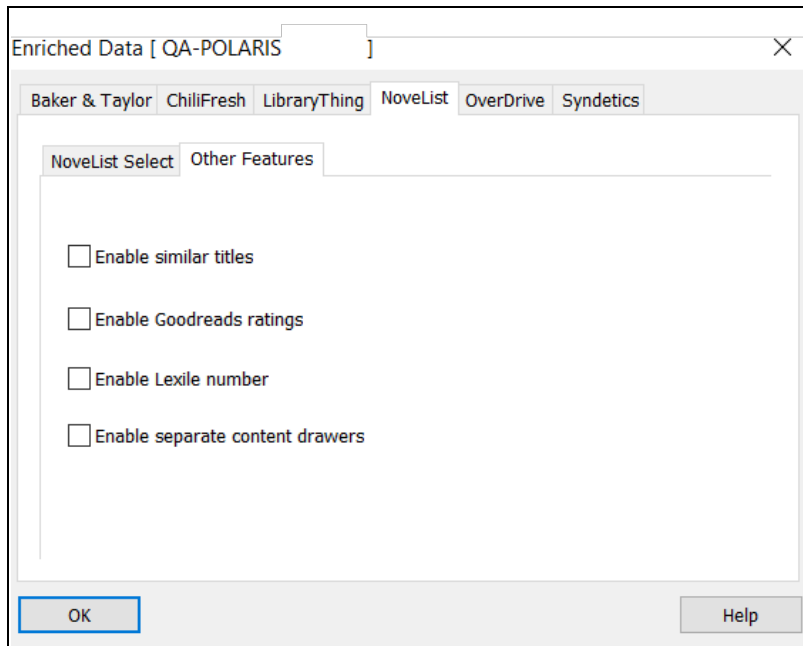 Enriched Data [ QA-POLARIS ]
Baker & Taylor ChiliFresh LibraryThing NoveList OverDrive Syndetics
NoveList Select Other Features
Enable similar titles
Enable Goodreads ratings
Enable Lexile number
Enable separate content drawers
OK Help